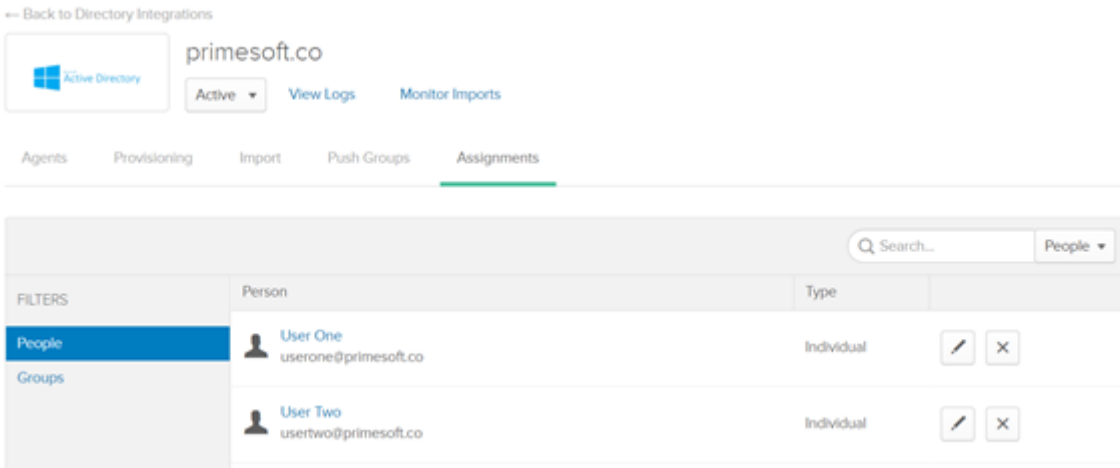 ← Back to Directory Integrations
primesoft.co
Active Directory
Active ▾ View Logs Monitor Imports
Agents Provisioning Import Push Groups Assignments
Search... People ▾
FILTERS Person Type
People
Groups
User One
userone@primesoft.co Individual
User Two
usertwo@primesoft.co Individual